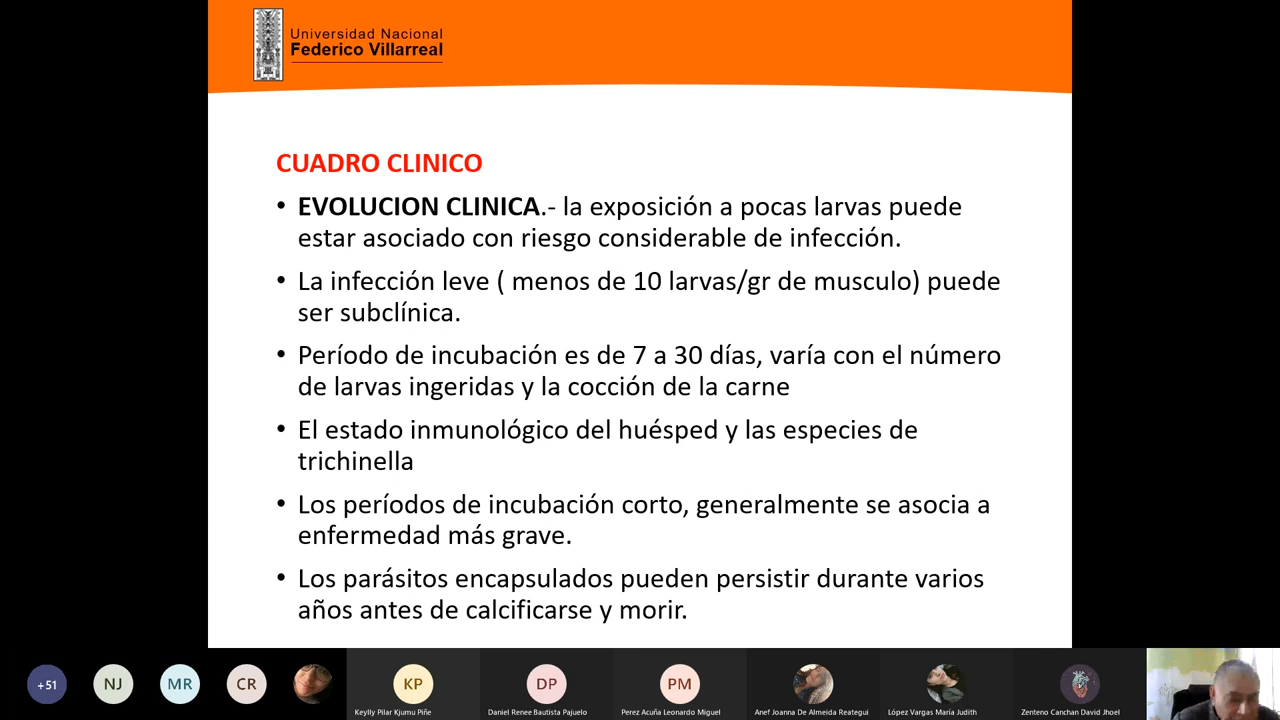 Universidad Nacional
Federico Villarreal
CUADRO CLINICO
• EVOLUCION CLINICA.- la exposición a pocas larvas puede
estar asociado con riesgo considerable de infección.
• La infección leve ( menos de 10 larvas/gr de musculo) puede
ser subclínica.
• Período de incubación es de 7 a 30 días, varía con el número
de larvas ingeridas y la cocción de la carne
• El estado inmunológico del huésped y las especies de
trichinella
• Los períodos de incubación corto, generalmente se asocia a
enfermedad más grave.
• Los parásitos encapsulados pueden persistir durante varios
años antes de calcificarse y morir.
+51
NJ
MR
CR
KP
DP
PM
Keylly Pilar Kjumu Piñe
Daniel Renee Bautista Pajuelo
Perez Acuña Leonardo Miguel
Anef Joanna De Almeida Reategui
López Vargas María Judith
Zenteno Canchan David Jhoel